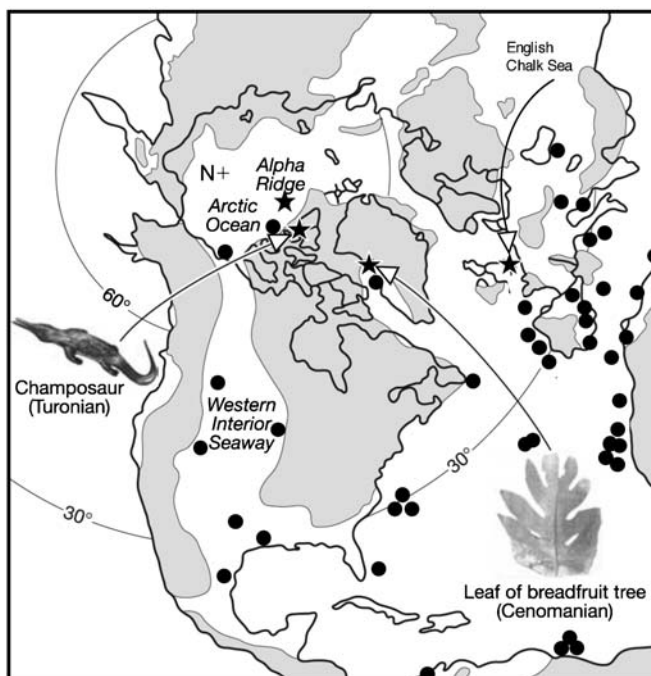 English
Chalk Sea
N+
Alpha
Ridge
Arctic
Ocean
60°
Champosaur
(Turonian)
Western
Interior
Seaway
30°
30°
Leaf of breadfruit tree
(Cenomanian)